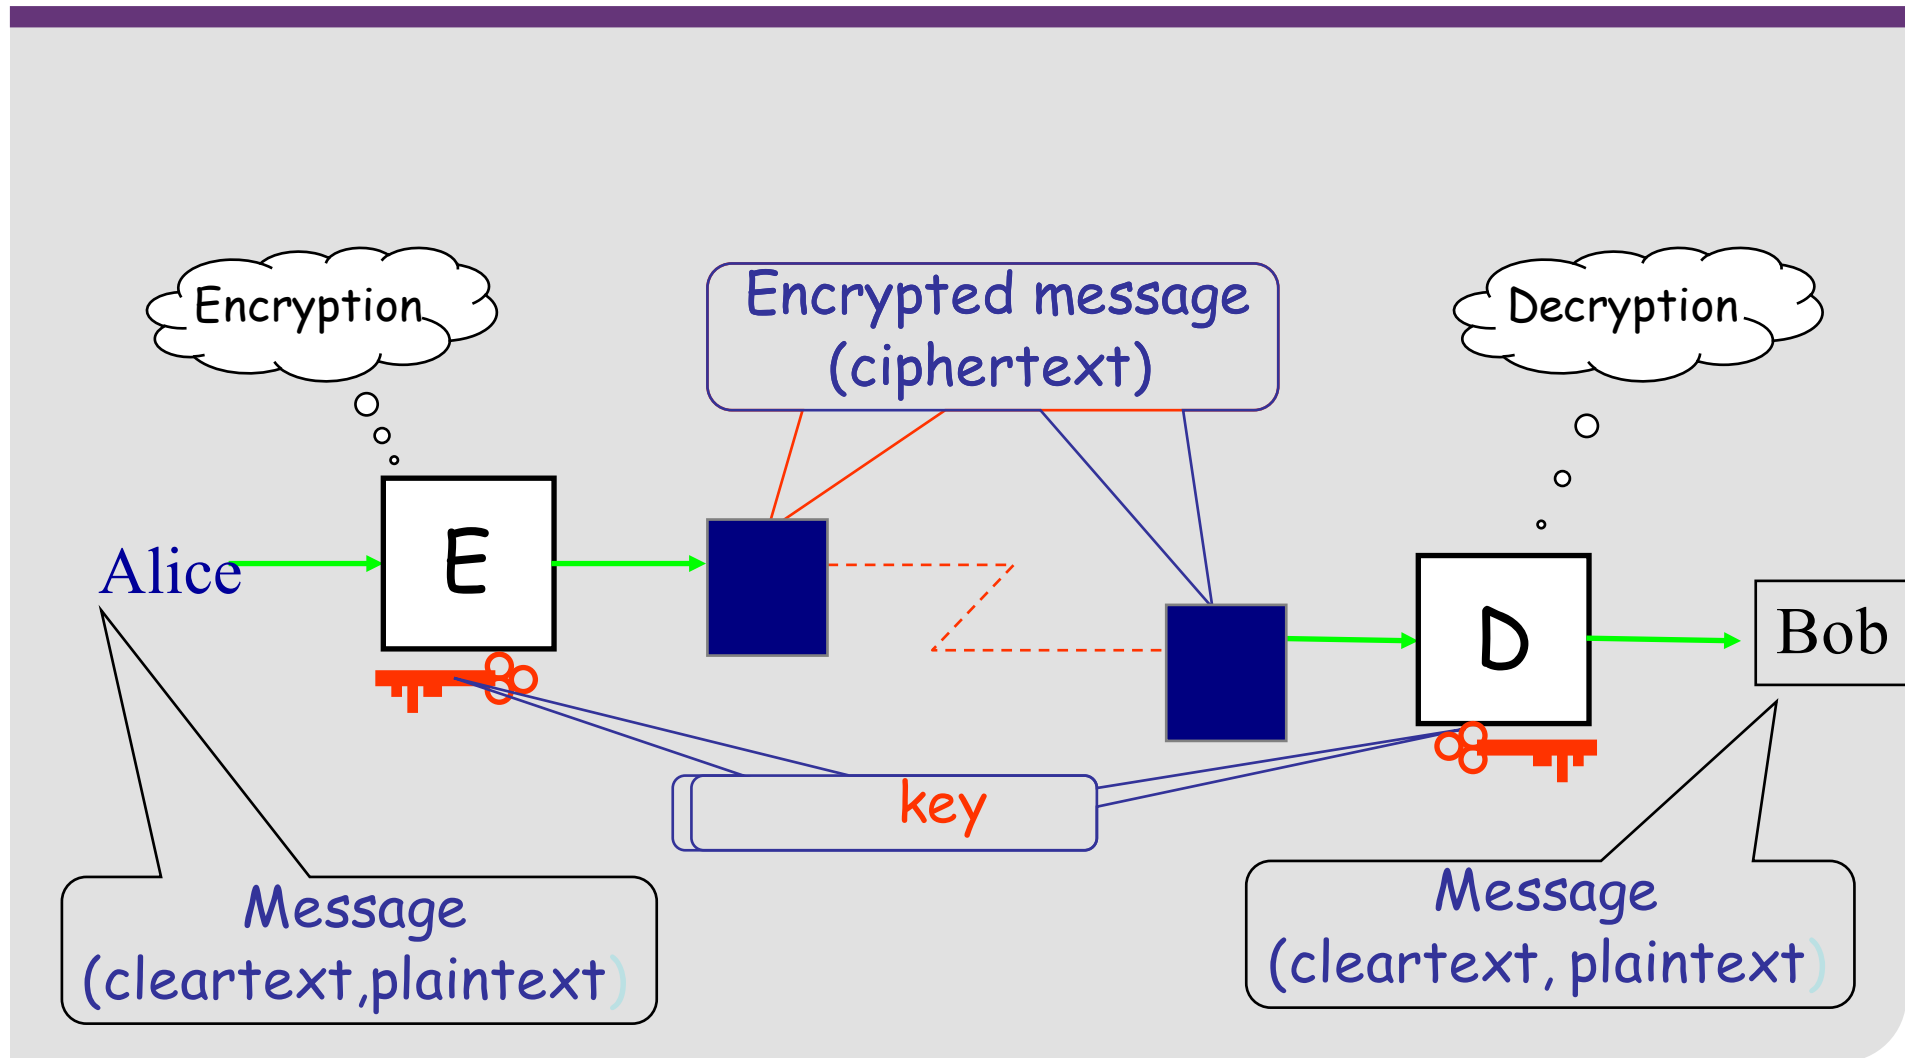 Encryption
Encrypted message
(ciphertext)
Decryption
Alice
E
D
Bob
key
Message
(cleartext,plaintext)
Message
(cleartext, plaintext)